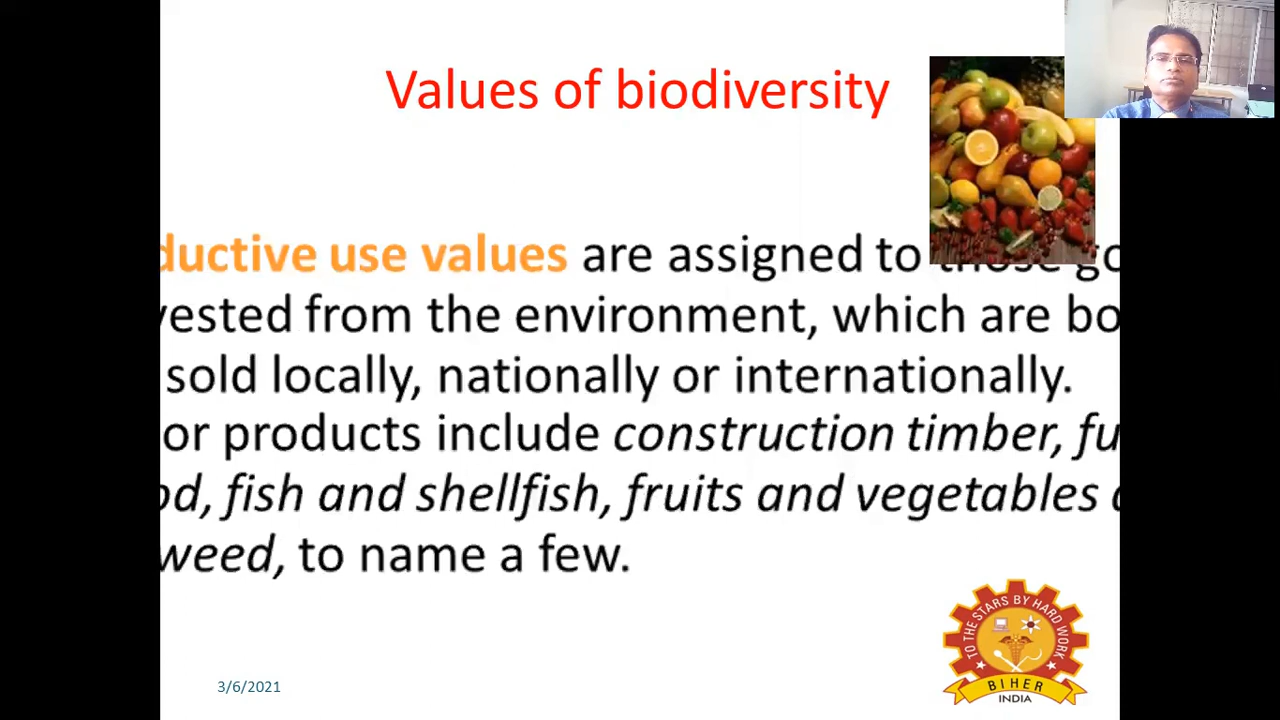 Values of biodiversity
ductive use values are assigned to those go
vested from the environment, which are bo
sold locally, nationally or internationally.
or products include construction timber, fu
od, fish and shellfish, fruits and vegetables
weed, to name a few.
TO THE STARS BY HARD WORK
BIHER
INDIA
3/6/2021